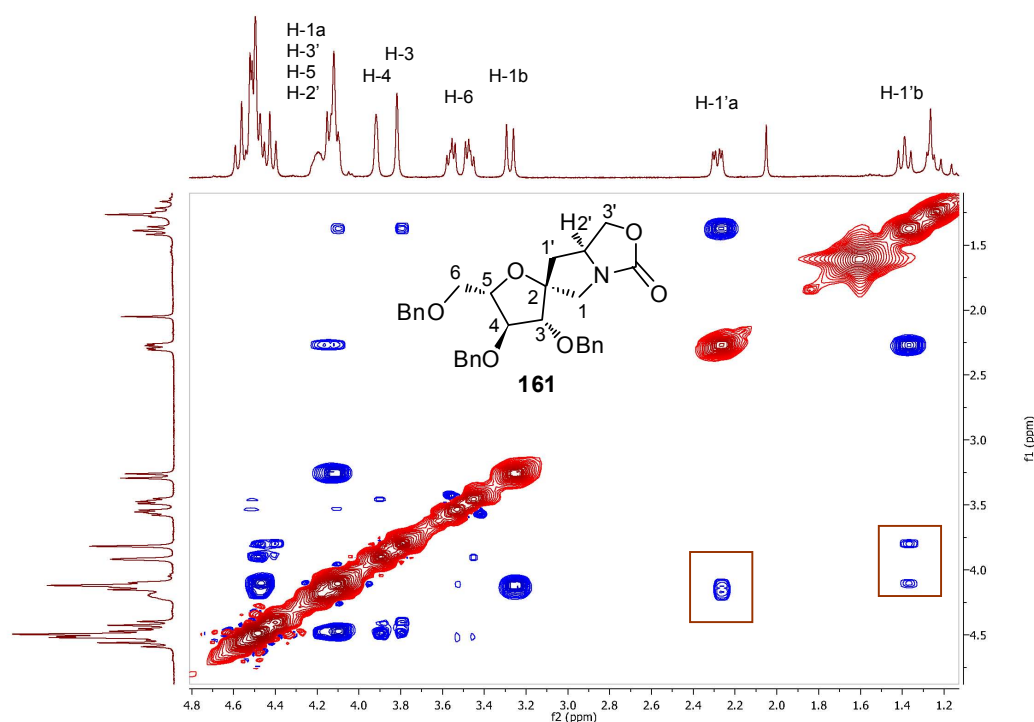 H-1a
H-3'
H-5
H-2'
H-4
H-3
H-6
H-1b
H-1'a
H-1'b
3'
H2'
O
1'
N
O
6
5
O
2
1
BnO
4
3
BnO
OBn
161
1.5
2.0
2.5
3.0
3.5
4.0
4.5
f1 (ppm)
4.8 4.6 4.4 4.2 4.0 3.8 3.6 3.4 3.2 3.0 2.8 2.6 2.4 2.2 2.0 1.8 1.6 1.4 1.2
f2 (ppm)